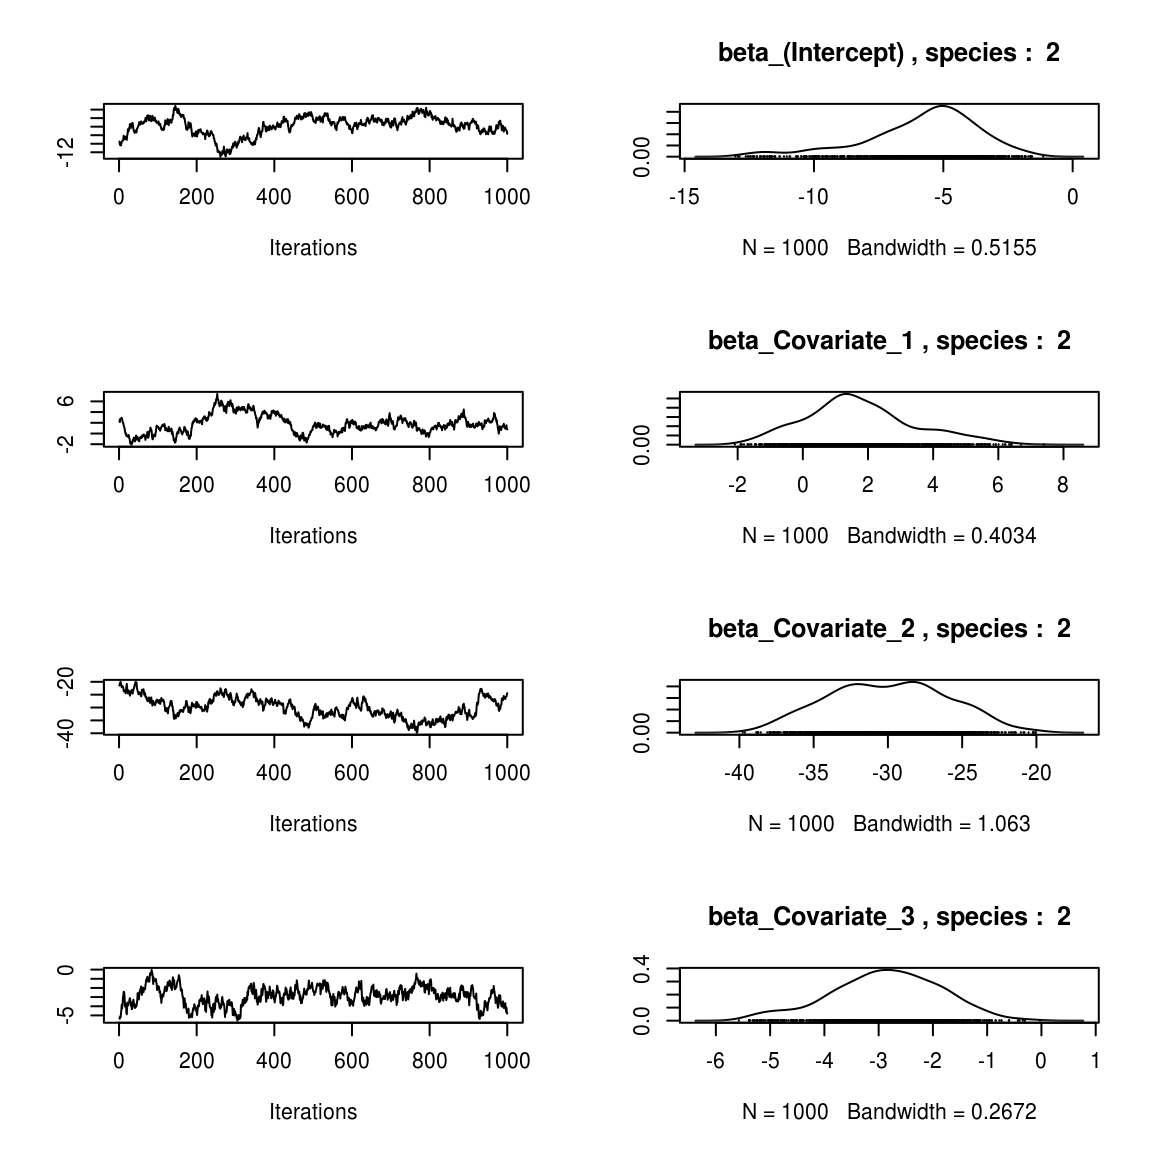 beta_(Intercept) , species :  2
-12
0.00
0 200 400 600 800 1000
-15 -10 -5 0
Iterations
N = 1000   Bandwidth = 0.5155
beta_Covariate_1 , species :  2
6
-2
0.00
0 200 400 600 800 1000
-2 0 2 4 6 8
Iterations
N = 1000   Bandwidth = 0.4034
beta_Covariate_2 , species :  2
-20
-40
0.00
0 200 400 600 800 1000
-40 -35 -30 -25 -20
Iterations
N = 1000   Bandwidth = 1.063
beta_Covariate_3 , species :  2
0
-5
0.4
0.0
0 200 400 600 800 1000
-6 -5 -4 -3 -2 -1 0 1
Iterations
N = 1000   Bandwidth = 0.2672